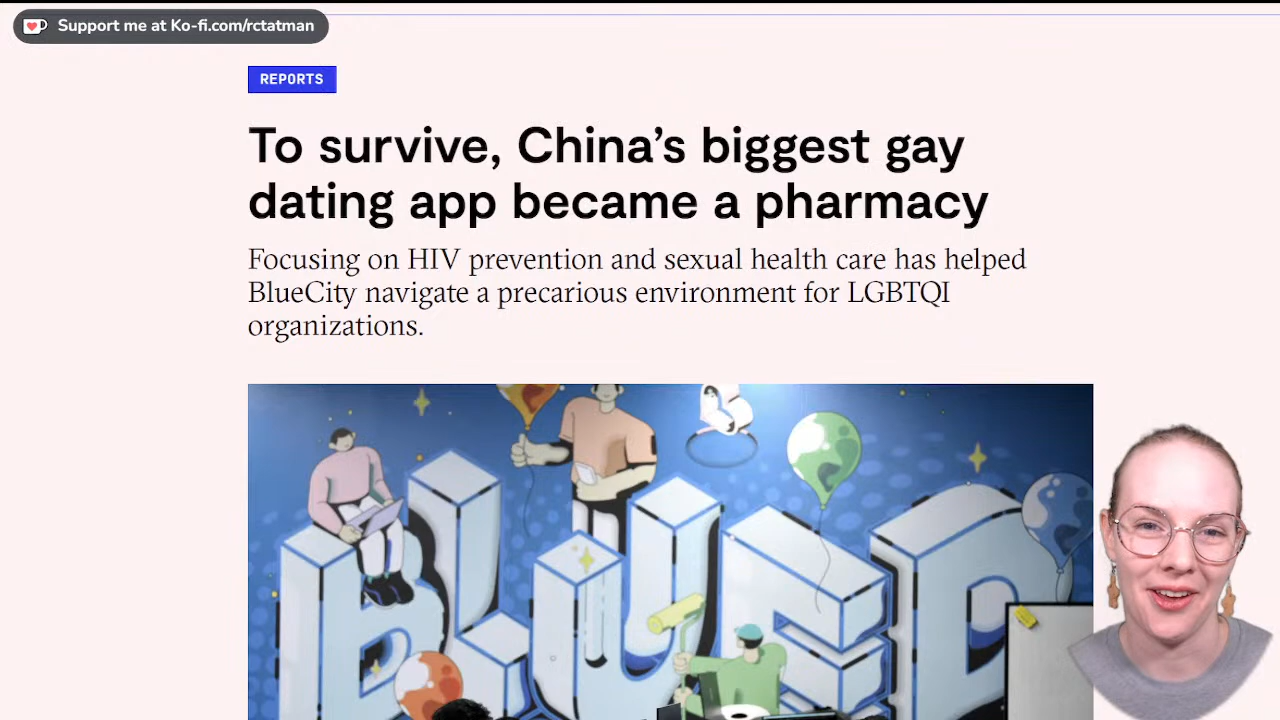 Support me at Ko-fi.com/rctatman
REPORTS
To survive, China’s biggest gay
dating app became a pharmacy
Focusing on HIV prevention and sexual health care has helped
BlueCity navigate a precarious environment for LGBTQI
organizations.
BLUED